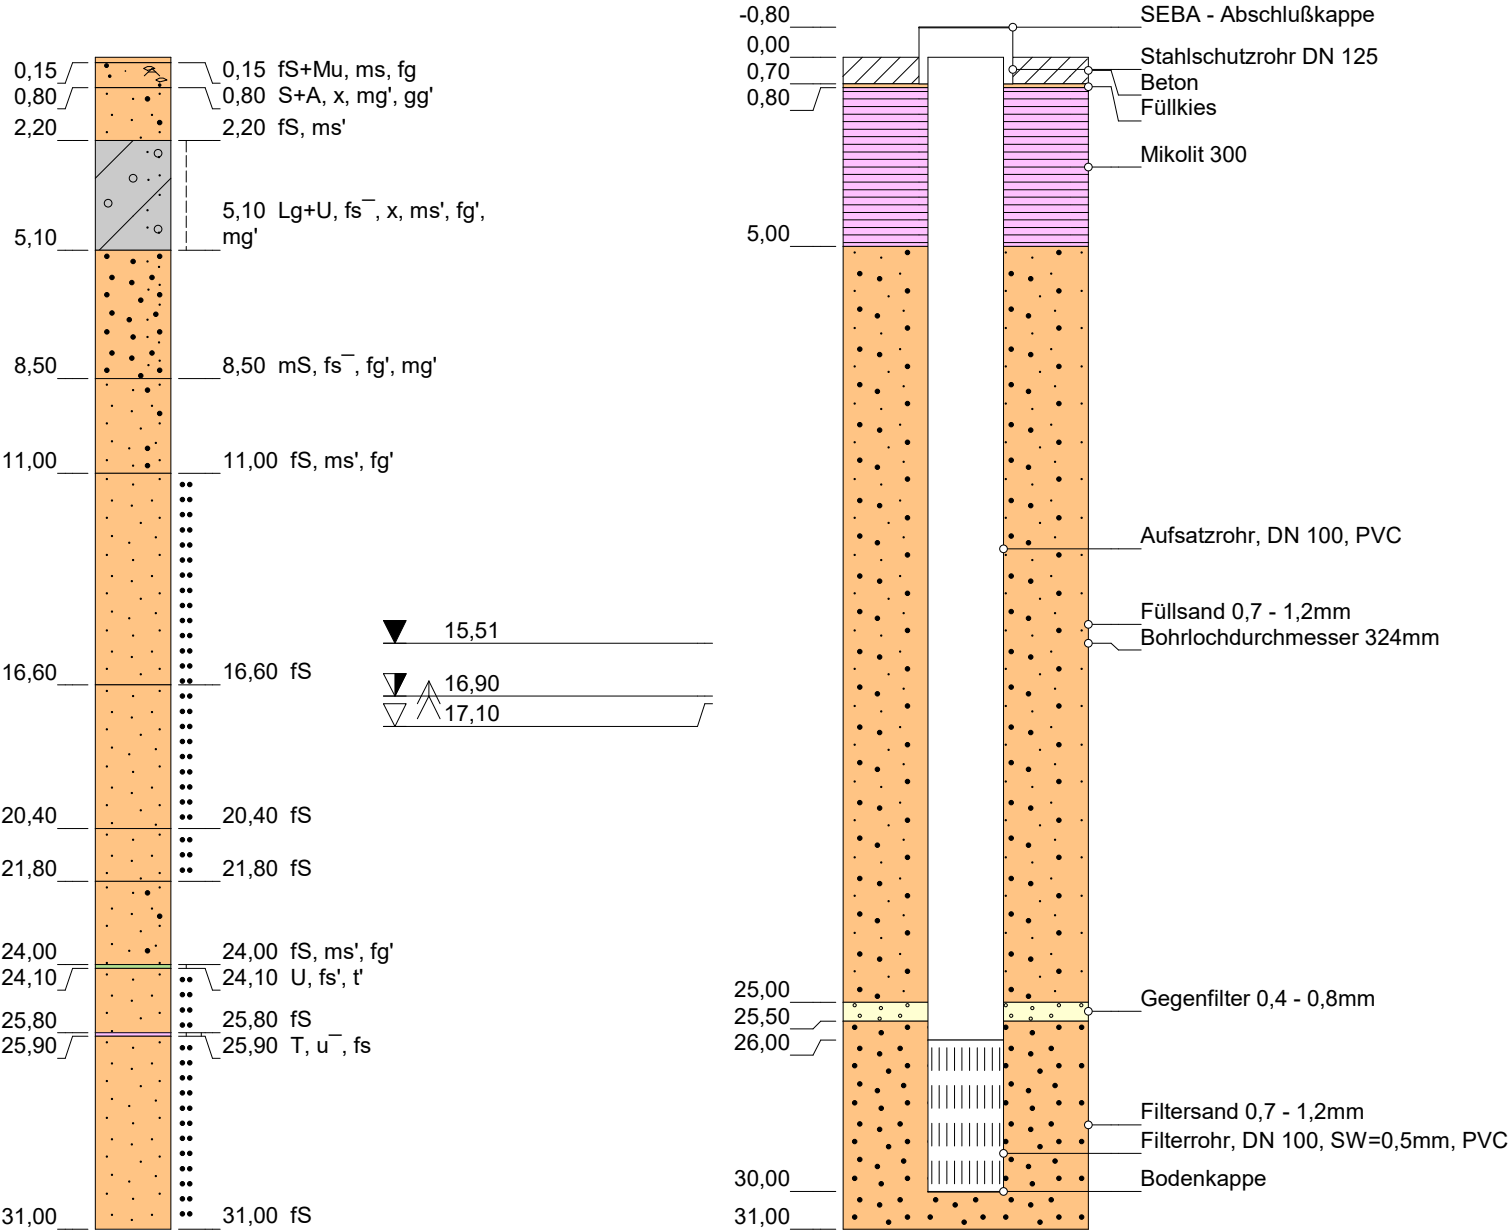 0,15
0,15 fS+Mu, ms, fg
0,80
0,80 S+A, x, mg', gg'
2,20
2,20 fS, ms'
5,10 Lg+U, fs¯, x, ms', fg',
mg'
5,10
8,50
8,50 mS, fs¯, fg', mg'
11,00
11,00 fS, ms', fg'
16,60
16,60 fS
20,40
20,40 fS
21,80
21,80 fS
24,00
24,00 fS, ms', fg'
24,10
24,10 U, fs', t'
25,80
25,80 fS
25,90
25,90 T, u¯, fs
31,00
31,00 fS
15,51
16,90
17,10
-0,80
0,00
0,70
0,80
5,00
25,00
25,50
26,00
30,00
31,00
SEBA - Abschlußkappe
Stahlschutzrohr DN 125
Beton
Füllkies
Mikolit 300
Aufsatzrohr, DN 100, PVC
Füllsand 0,7 - 1,2mm
Bohrlochdurchmesser 324mm
Gegenfilter 0,4 - 0,8mm
Filtersand 0,7 - 1,2mm
Filterrohr, DN 100, SW=0,5mm, PVC
Bodenkappe